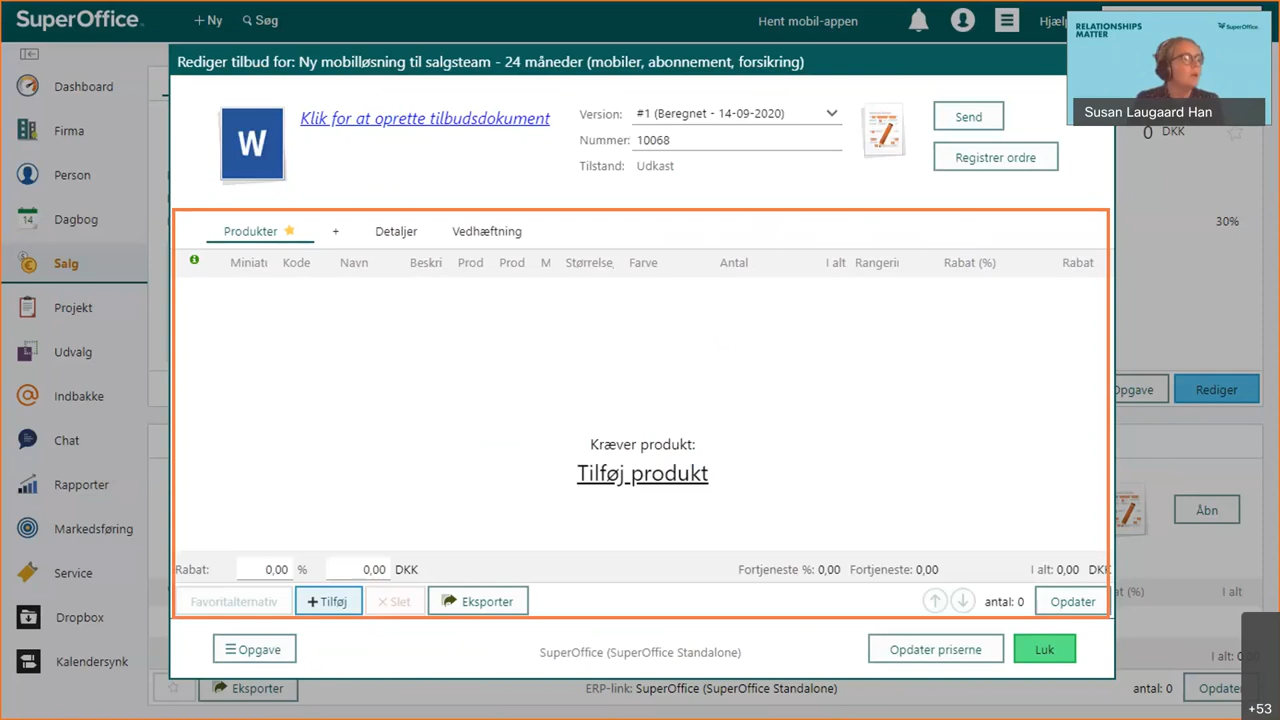 SuperOffice.
+ Ny
Søg
Hent mobil-appen
Hjælp
RELATIONSHIPS
MATTER
SuperOffice
Susan Laugaard Han
Rediger tilbud for: Ny mobilløsning til salgsteam - 24 måneder (mobiler, abonnement, forsikring)
Dashboard
Firma
Person
Dagbog
14
Salg
Projekt
Udvalg
Indbakke
Chat
Rapporter
Markedsføring
Service
Dropbox
Kalendersynk
W
Klik for at oprette tilbudsdokument
Version: #1 (Beregnet - 14-09-2020)
Nummer: 10068
Tilstand: Udkast
Send
Registrer ordre
0 DKK
30%
Produkter + Detaljer Vedhæftning
Miniatu Kode Navn Beskri Prod Prod M Størrelse, Farve Antal I alt Rangerin Rabat (%) Rabat
Kræver produkt:
Tilføj produkt
Opgave
Rediger
Åbn
Rabat: 0,00 % 0,00 DKK Fortjeneste %: 0,00 Fortjeneste: 0,00 I alt: 0,00 DKK
at (%) I alt
Favoritalternativ + Tilføj × Slet Eksporter antal: 0 Opdater
Opgave SuperOffice (SuperOffice Standalone) Opdater priserne Luk
I alt: 0,00
Eksporter ERP-link: SuperOffice (SuperOffice Standalone) antal: 0 Opdater
+53